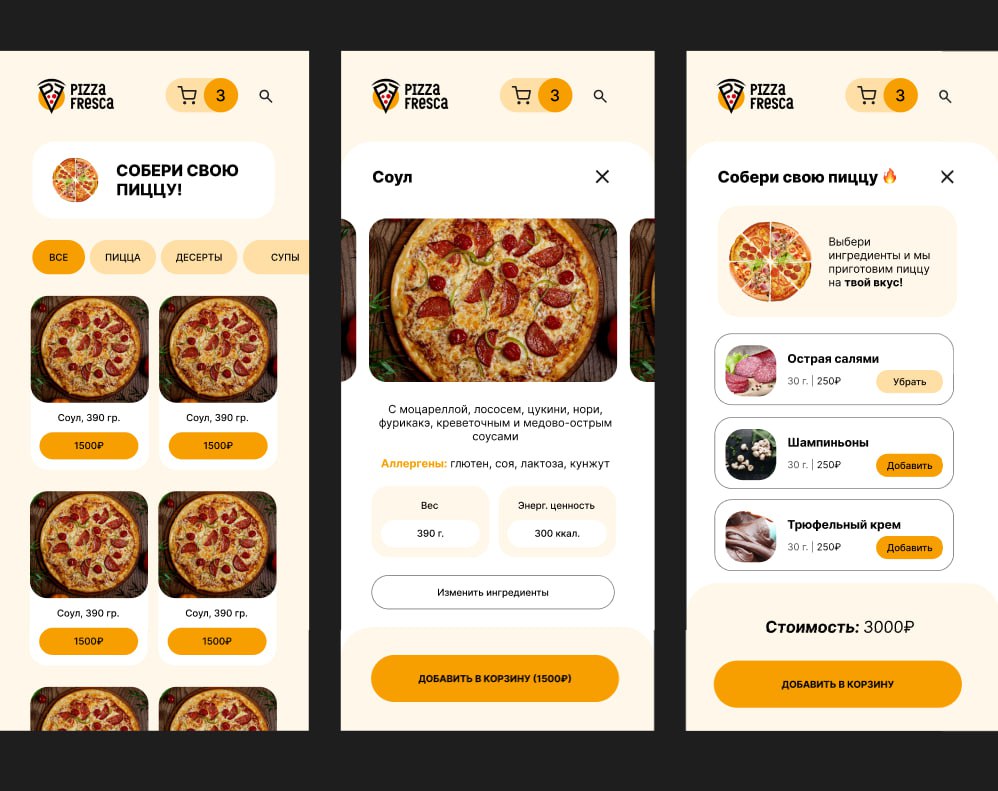 PIZZA
FRESCA
3
СОБЕРИ СВОЮ
ПИЦЦУ!
ВСЕ
ПИЦЦА
ДЕСЕРТЫ
СУПЫ
Соул, 390 гр.
Соул, 390 гр.
1500₽
1500₽
Соул, 390 гр.
Соул, 390 гр.
1500₽
1500₽
PIZZA
FRESCA
3
Соул
С моцареллой, лососем, цукини, нори,
фурикакэ, креветочным и медово-острым
соусами
Аллергены: глютен, соя, лактоза, кунжут
Вес
Энерг. ценность
390 г.
300 ккал.
Изменить ингредиенты
ДОБАВИТЬ В КОРЗИНУ (1500₽)
PIZZA
FRESCA
3
Собери свою пиццу 🔥
Выбери
ингредиенты и мы
приготовим пиццу
на твой вкус!
Острая салями
30 г. | 250₽
Убрать
Шампиньоны
30 г. | 250₽
Добавить
Трюфельный крем
30 г. | 250₽
Добавить
Стоимость: 3000₽
ДОБАВИТЬ В КОРЗИНУ